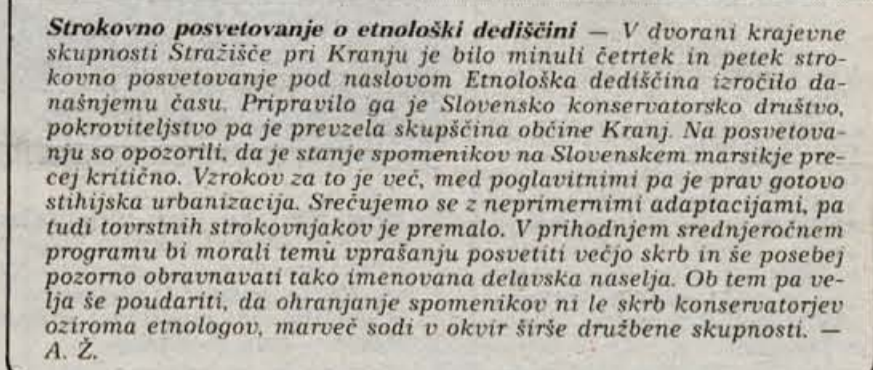 Strokovno posvetovanje o etnološki dediščini — V dvorani krajevne
skupnosti Stražišče pri Kranju je bilo minuli četrtek in petek stro-
kovno posvetovanje pod naslovom Etnološka dediščina izročilo da-
našnjemu času. Pripravilo ga je Slovensko konservatorsko društvo,
pokroviteljstvo pa je prevzela skupščina občine Kranj. Na posvetova-
nju so opozorili, da je stanje spomenikov na Slovenskem marsikje pre-
cej kritično. Vzrokov za to je več, med poglavitnimi pa je prav gotovo
stihijska urbanizacija. Srečujemo se z neprimernimi adaptacijami, pa
tudi tovrstnih strokovnjakov je premalo. V prihodnjem srednjeročnem
programu bi morali temu vprašanju posvetiti večjo skrb in še posebej
pozorno obravnavati tako imenovana delavska naselja. Ob tem pa ve-
lja še poudariti, da ohranjanje spomenikov ni le skrb konservatorjev
oziroma etnologov, marveč sodi v okvir širše družbene skupnosti. —
A. Ž.